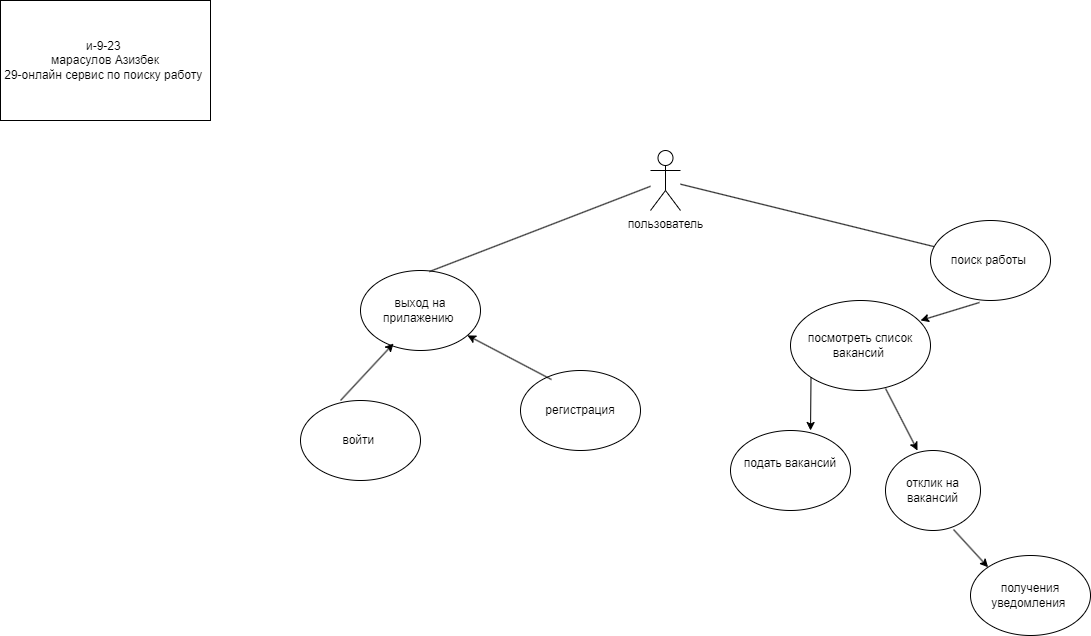 и-9-23
марасулов Азизбек
29-онлайн сервис по поиску работу
пользователь
поиск работы
выход на
прилажению
посмотреть список
вакансий
регистрация
войти
подать вакансий
отклик на
вакансий
получения
уведомления